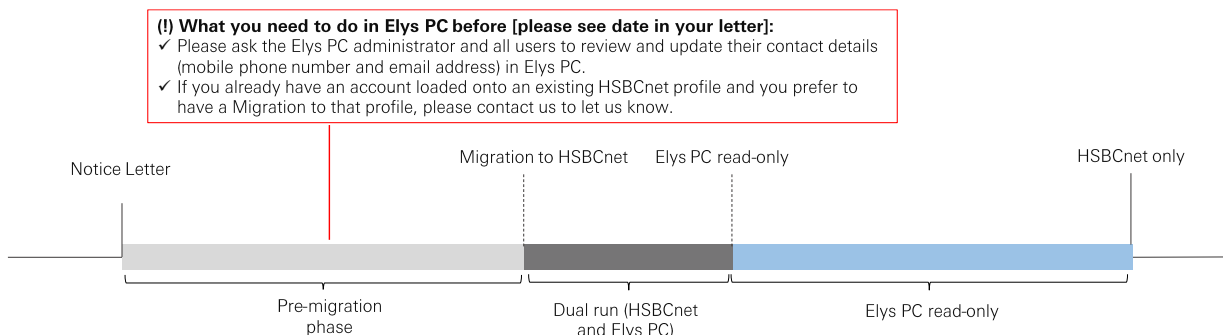 (!) What you need to do in Elys PC before [please see date in your letter]:
✓ Please ask the Elys PC administrator and all users to review and update their contact details
(mobile phone number and email address) in Elys PC.
✓ If you already have an account loaded onto an existing HSBCnet profile and you prefer to
have a Migration to that profile, please contact us to let us know.
Notice Letter
Migration to HSBCnet
Elys PC read-only
HSBCnet only
Pre-migration
phase
Dual run (HSBCnet
and Elys PC)
Elys PC read-only